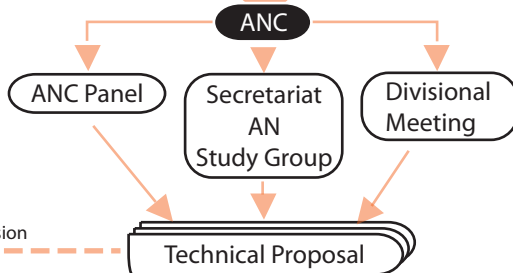 ANC
ANC Panel
Secretariat
AN
Study Group
Divisional
Meeting
Technical Proposal